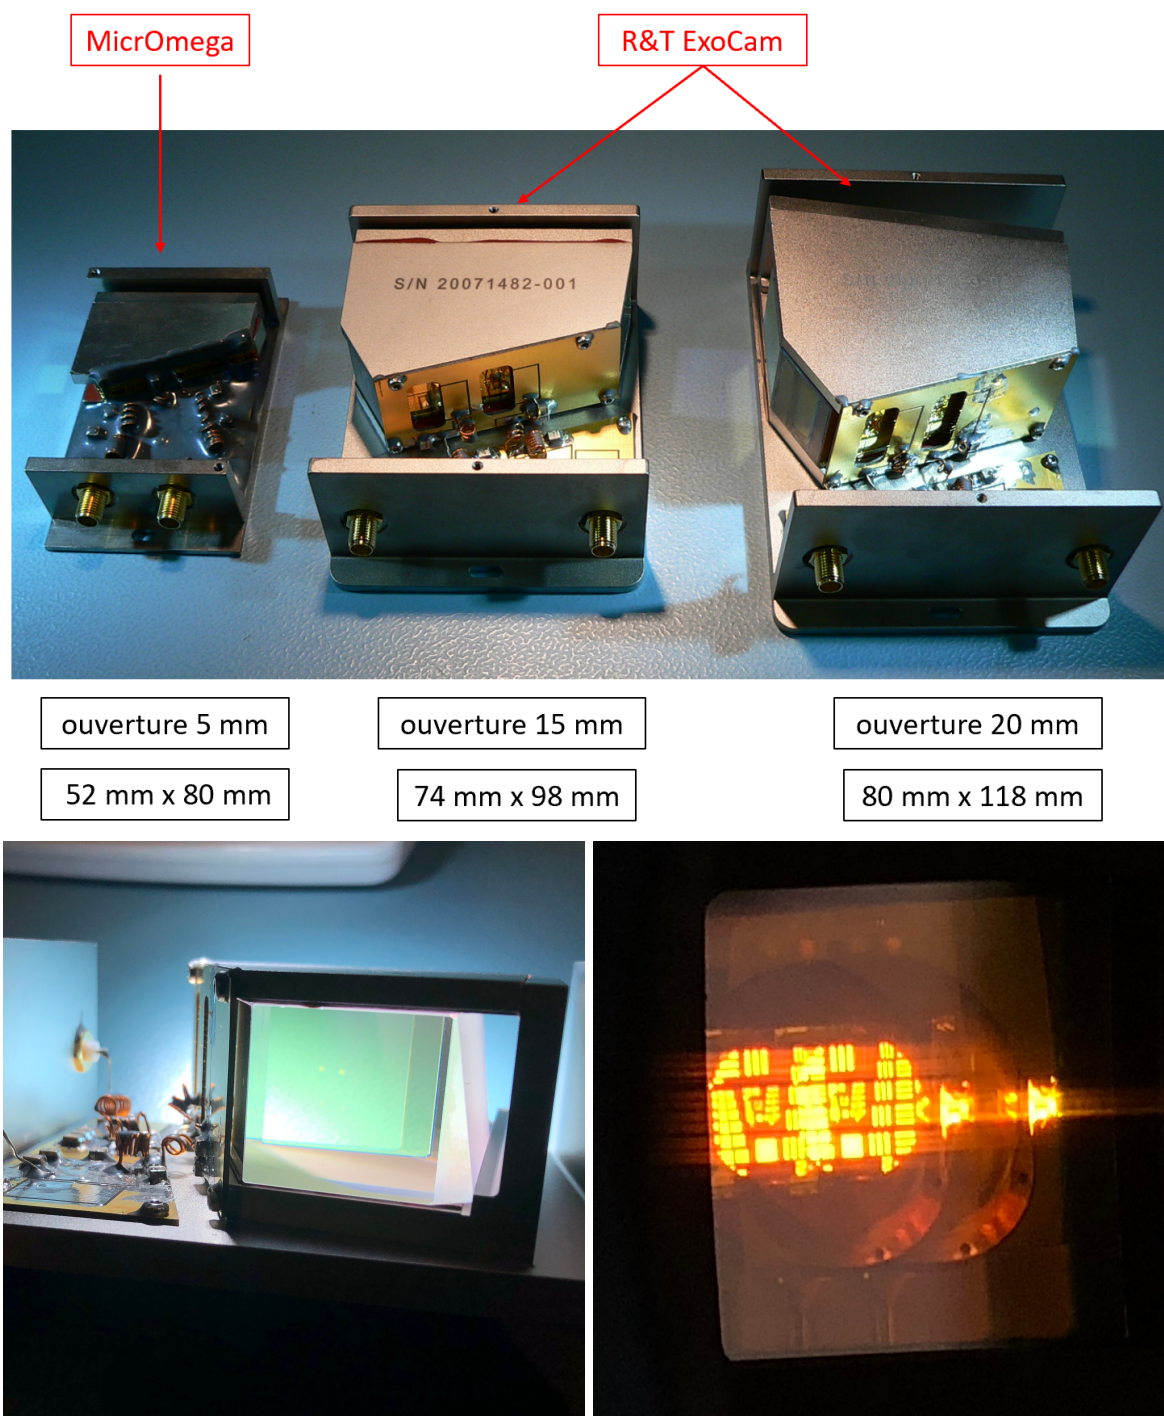 MicrOmega
R&T ExoCam
S/N 20071482-001
ouverture 5 mm
ouverture 15 mm
ouverture 20 mm
52 mm x 80 mm
74 mm x 98 mm
80 mm x 118 mm